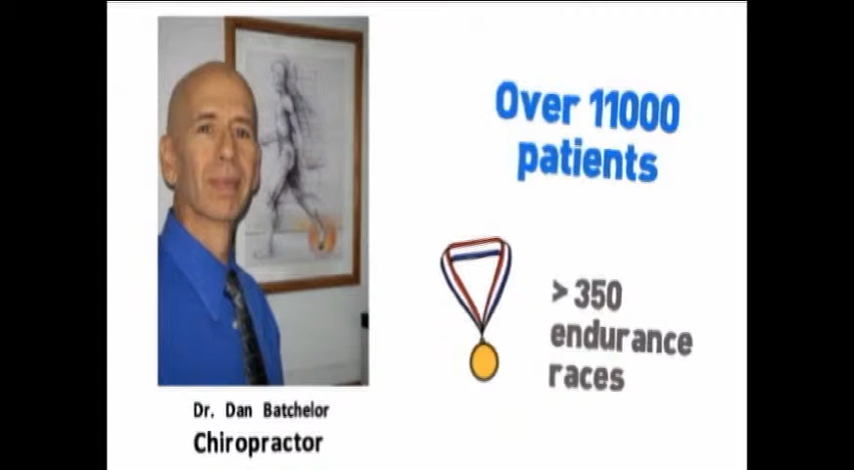 Over 11000
patients
> 350
endurance
races
Dr. Dan Batchelor
Chiropractor